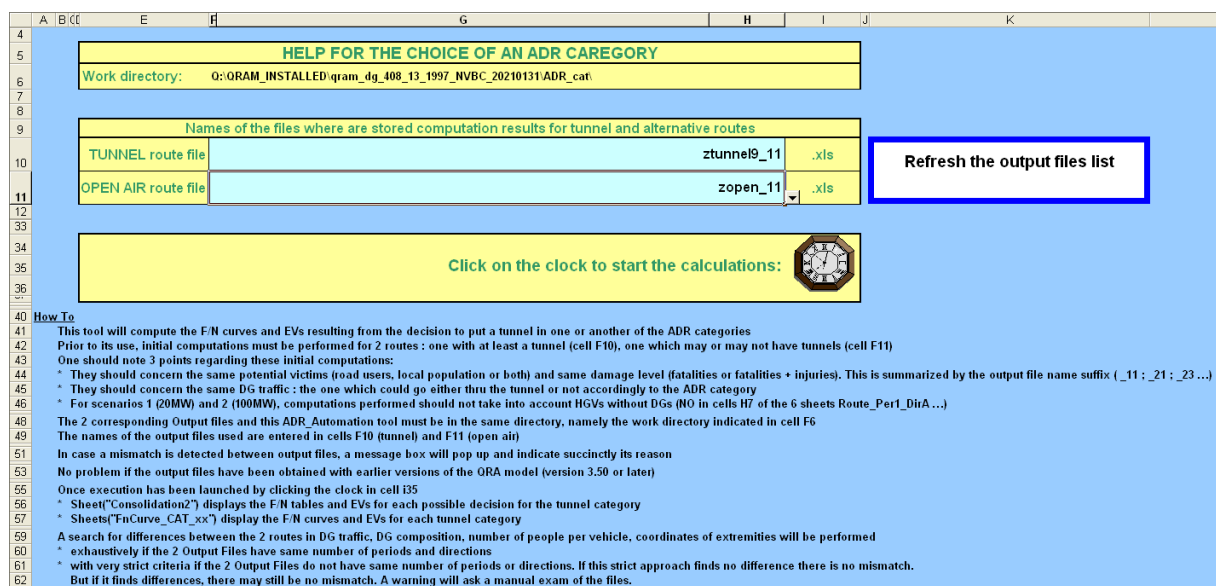 A B C D E F G H I J K
4
5 HELP FOR THE CHOICE OF AN ADR CAREGORY
6 Work directory: Q:\QRAM_INSTALLED\qram_dg_408_13_1997_NVBC_20210131\ADR_cat\
7
8
9 Names of the files where are stored computation results for tunnel and alternative routes
10 TUNNEL route file ztunnel9_11 .xls Refresh the output files list
11 OPEN AIR route file zopen_11 .xls
12
33
34
35 Click on the clock to start the calculations:
36
37
40 How To
41 This tool will compute the F/N curves and EVs resulting from the decision to put a tunnel in one or another of the ADR categories
42 Prior to its use, initial computations must be performed for 2 routes : one with at least a tunnel (cell F10), one which may or may not have tunnels (cell F11)
43 One should note 3 points regarding these initial computations:
44 * They should concern the same potential victims (road users, local population or both) and same damage level (fatalities or fatalities + injuries). This is summarized by the output file name suffix ( _11 ; _21 ; _23 ...)
45 * They should concern the same DG traffic : the one which could go either thru the tunnel or not accordingly to the ADR category
46 * For scenarios 1 (20MW) and 2 (100MW), computations performed should not take into account HGVs without DGs (NO in cells H7 of the 6 sheets Route_Per1_DirA ...)
48 The 2 corresponding Output files and this ADR_Automation tool must be in the same directory, namely the work directory indicated in cell F6
49 The names of the output files used are entered in cells F10 (tunnel) and F11 (open air)
51 In case a mismatch is detected between output files, a message box will pop up and indicate succinctly its reason
53 No problem if the output files have been obtained with earlier versions of the QRA model (version 3.50 or later)
55 Once execution has been launched by clicking the clock in cell i35
56 * Sheet("Consolidation2") displays the F/N tables and EVs for each possible decision for the tunnel category
57 * Sheets("FnCurve_CAT_xx") display the F/N curves and EVs for each tunnel category
59 A search for differences between the 2 routes in DG traffic, DG composition, number of people per vehicle, coordinates of extremities will be performed
60 * exhaustively if the 2 Output Files have same number of periods and directions
61 * with very strict criteria if the 2 Output Files do not have same number of periods or directions. If this strict approach finds no difference there is no mismatch.
62 But if it finds differences, there may still be no mismatch. A warning will ask a manual exam of the files.